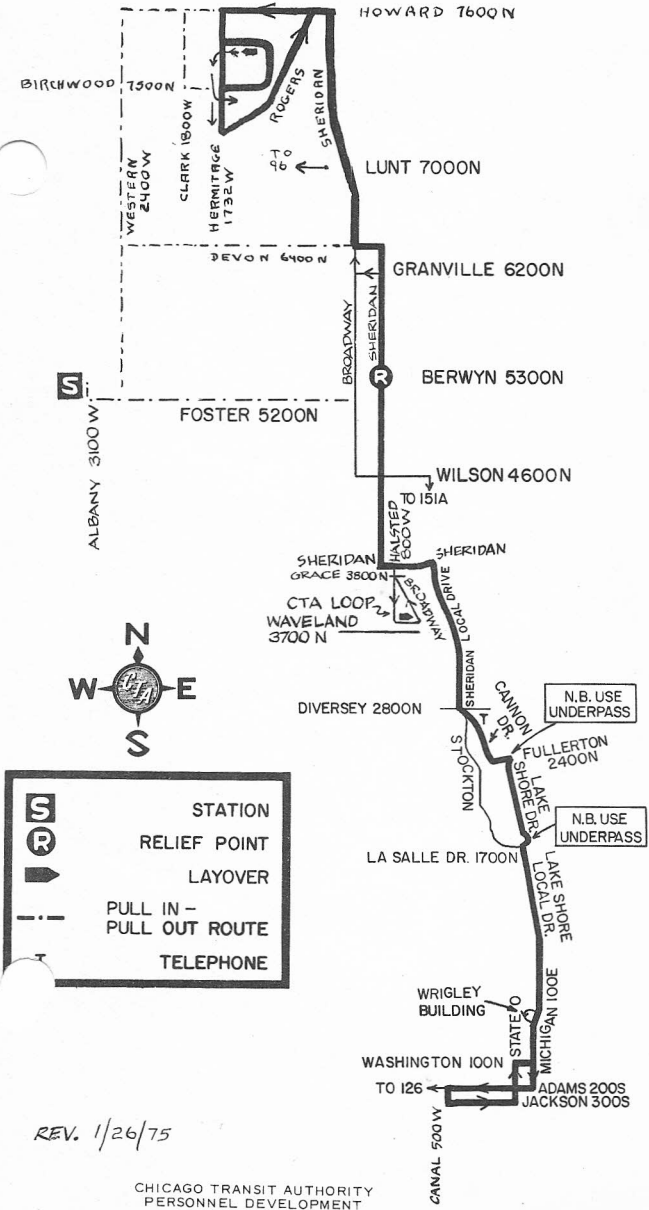 HOWARD 7600N
BIRCHWOOD 7500N
ROGERS
SHERIDAN
WESTERN
2400W
CLARK 1800W
HERMITAGE
1732W
TO
96
LUNT 7000N
DEVON 6400N
GRANVILLE 6200N
BROADWAY
SHERIDAN
R
BERWYN 5300N
S
FOSTER 5200N
ALBANY 3100W
WILSON 4600N
TO 151A
HALSTED
800W
SHERIDAN
SHERIDAN
GRACE 3800N
BROADWAY
CTA LOOP
WAVELAND
3700N
SHERIDAN LOCAL DRIVE
N
W
CTA
E
S
DIVERSEY 2800N
T
CANNON
DR.
N.B. USE
UNDERPASS
FULLERTON
2400N
STOCKTON
LAKE
SHORE DR.
N.B. USE
UNDERPASS
LA SALLE DR. 1700N
LAKE SHORE
LOCAL DR.
S
STATION
R
RELIEF POINT
LAYOVER
PULL IN -
PULL OUT ROUTE
T
TELEPHONE
WRIGLEY
BUILDING
STATE 0
MICHIGAN 100E
WASHINGTON 100N
TO 126
ADAMS 200S
JACKSON 300S
CANAL 500W
REV. 1/26/75
CHICAGO TRANSIT AUTHORITY
PERSONNEL DEVELOPMENT